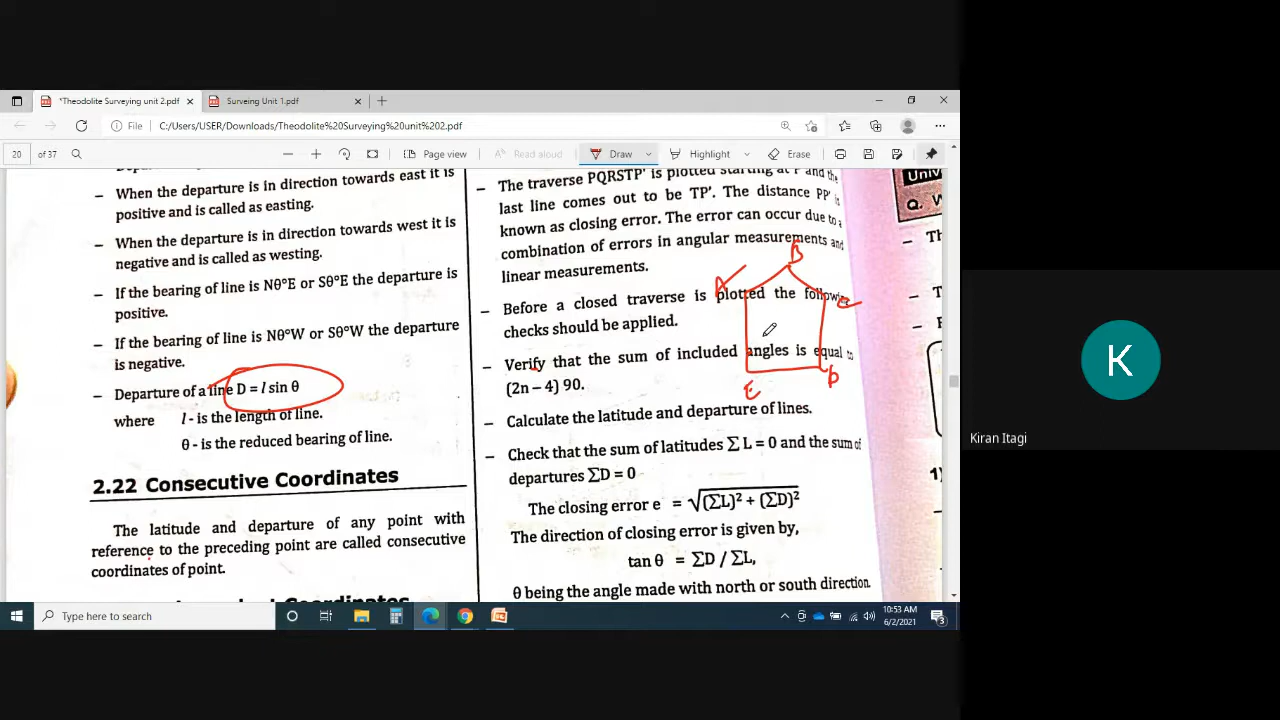 *Theodolite Surveying unit 2.pdf
Surveing Unit 1.pdf
File
C:/Users/USER/Downloads/Theodolite%20Surveying%20unit%202.pdf
20 of 37
Page view
Read aloud
Draw
Highlight
Erase
– When the departure is in direction towards east it is
positive and is called as easting.
– When the departure is in direction towards west it is
negative and is called as westing.
– If the bearing of line is Nθ°E or Sθ°E the departure is
positive.
– If the bearing of line is Nθ°W or Sθ°W the departure
is negative.
– Departure of a line D = l sin θ
where l - is the length of line.
θ - is the reduced bearing of line.
2.22 Consecutive Coordinates
The latitude and departure of any point with
reference to the preceding point are called consecutive
coordinates of point.
– The traverse PQRSTP' is plotted starting at P and the
last line comes out to be TP'. The distance PP' is
known as closing error. The error can occur due to a
combination of errors in angular measurements and
linear measurements.
– Before a closed traverse is plotted the following
checks should be applied.
– Verify that the sum of included angles is equal to
(2n – 4) 90.
– Calculate the latitude and departure of lines.
– Check that the sum of latitudes ∑ L = 0 and the sum of
departures ∑D = 0
The closing error e = √(∑L)² + (∑D)²
The direction of closing error is given by,
tan θ = ∑D / ∑L,
θ being the angle made with north or south direction.
A
B
C
D
E
Univ
Q.
– Th
1)
K
Kiran Itagi
Type here to search
10:53 AM
6/2/2021
3